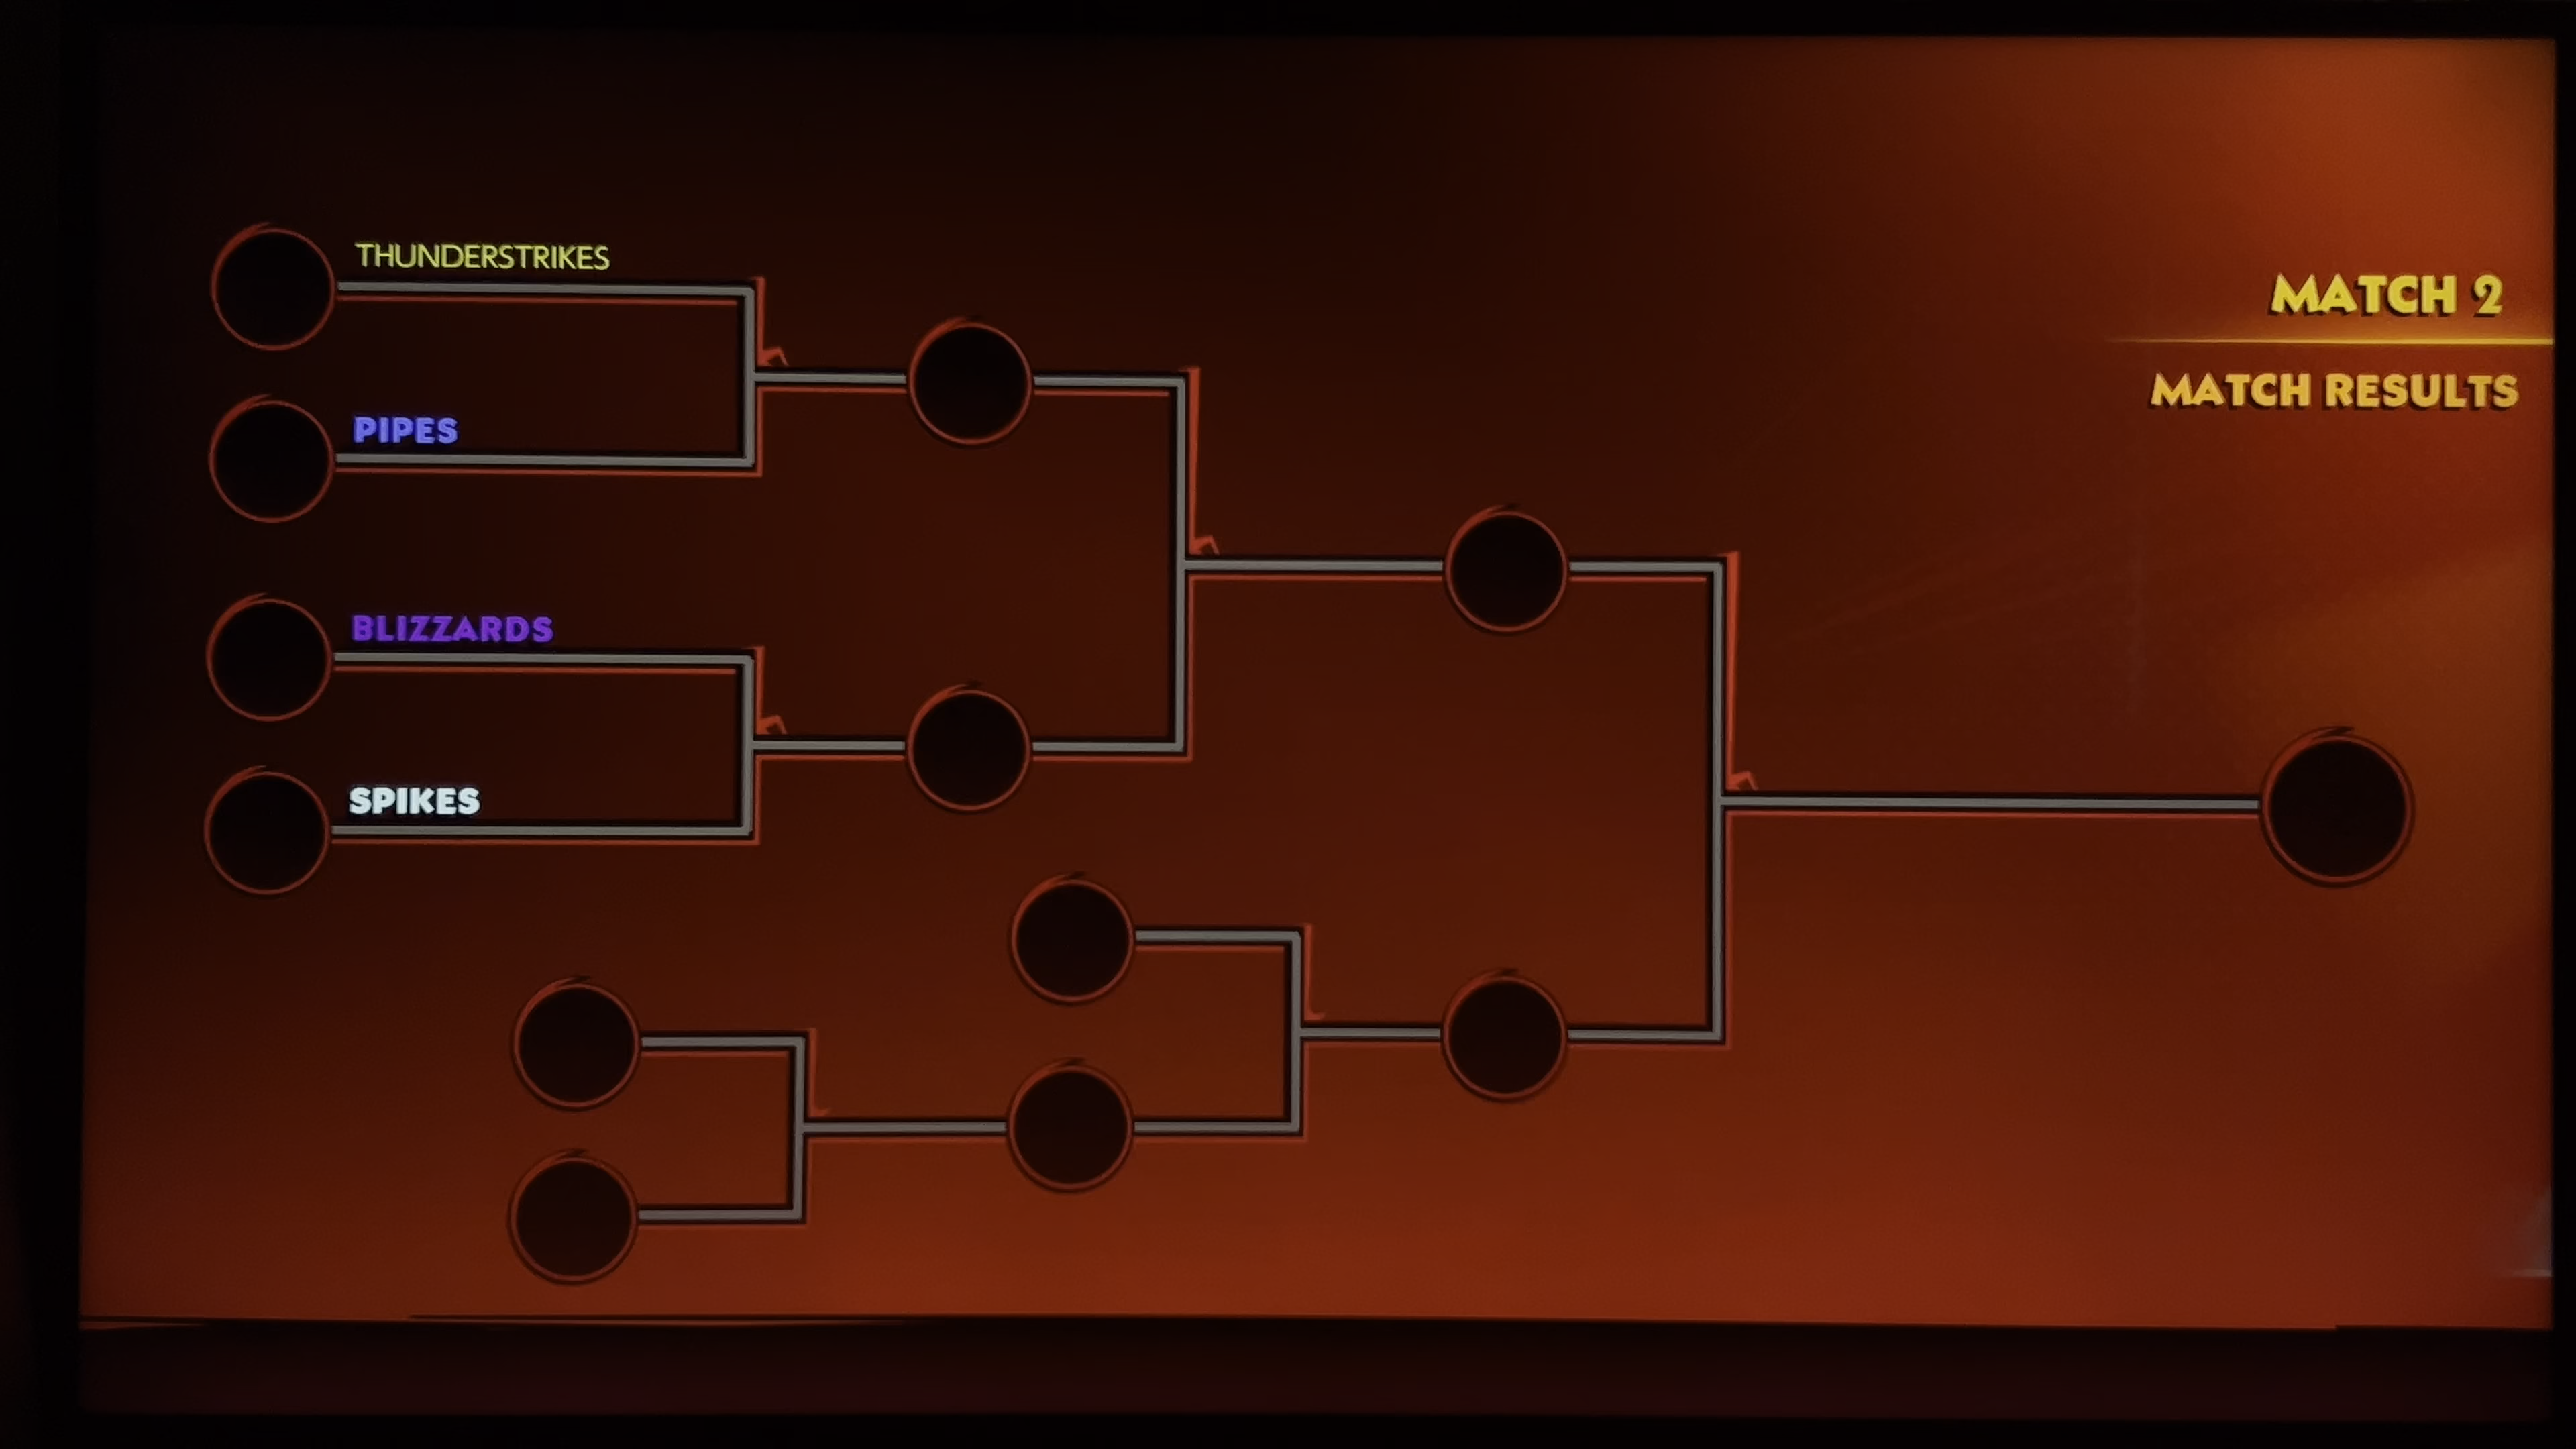 THUNDERSTRIKES
PIPES
BLIZZARDS
SPIKES
MATCH 2
MATCH RESULTS